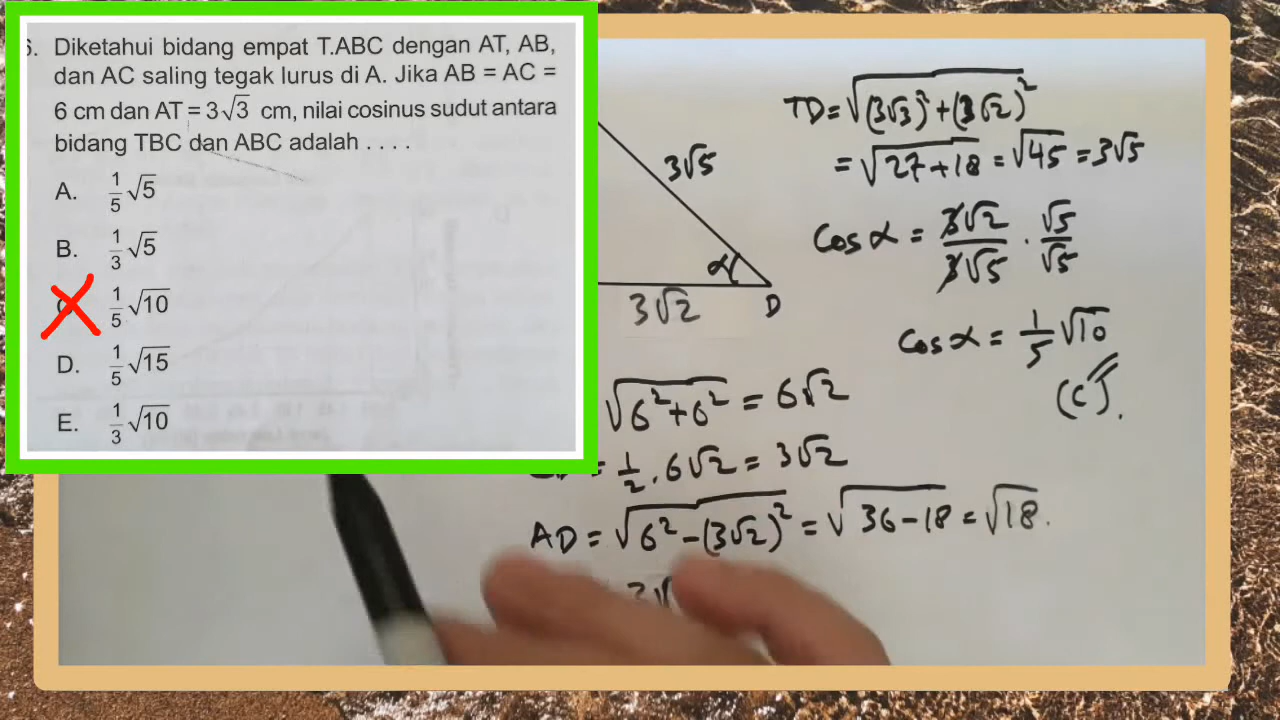 6. Diketahui bidang empat T.ABC dengan AT, AB,
dan AC saling tegak lurus di A. Jika AB = AC =
6 cm dan AT = 3√3 cm, nilai cosinus sudut antara
bidang TBC dan ABC adalah . . . .
A. 1/5 √5
B. 1/3 √5
1/5 √10
D. 1/5 √15
E. 1/3 √10
3√5
α
3√2
D
TD = √((3√3)² + (3√2)²
= √(27+18) = √45 = 3√5
Cos α = 3√2/3√5 . √5/√5
Cos α = 1/5 √10
(C).
√(6²+6²) = 6√2
= 1/2 . 6√2 = 3√2
AD = √(6² - (3√2)²) = √(36-18) = √18.